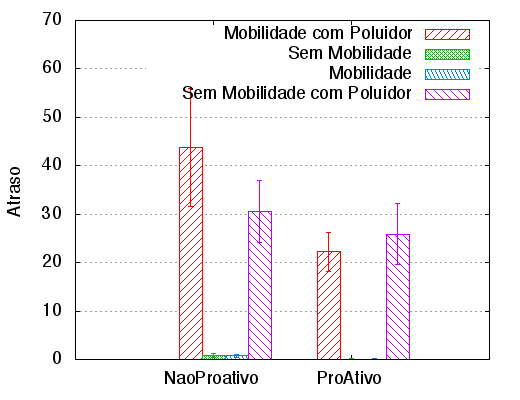 70
60
50
40
30
20
10
0
Atraso
Mobilidade com Poluidor
Sem Mobilidade
Mobilidade
Sem Mobilidade com Poluidor
NaoProativo
ProAtivo